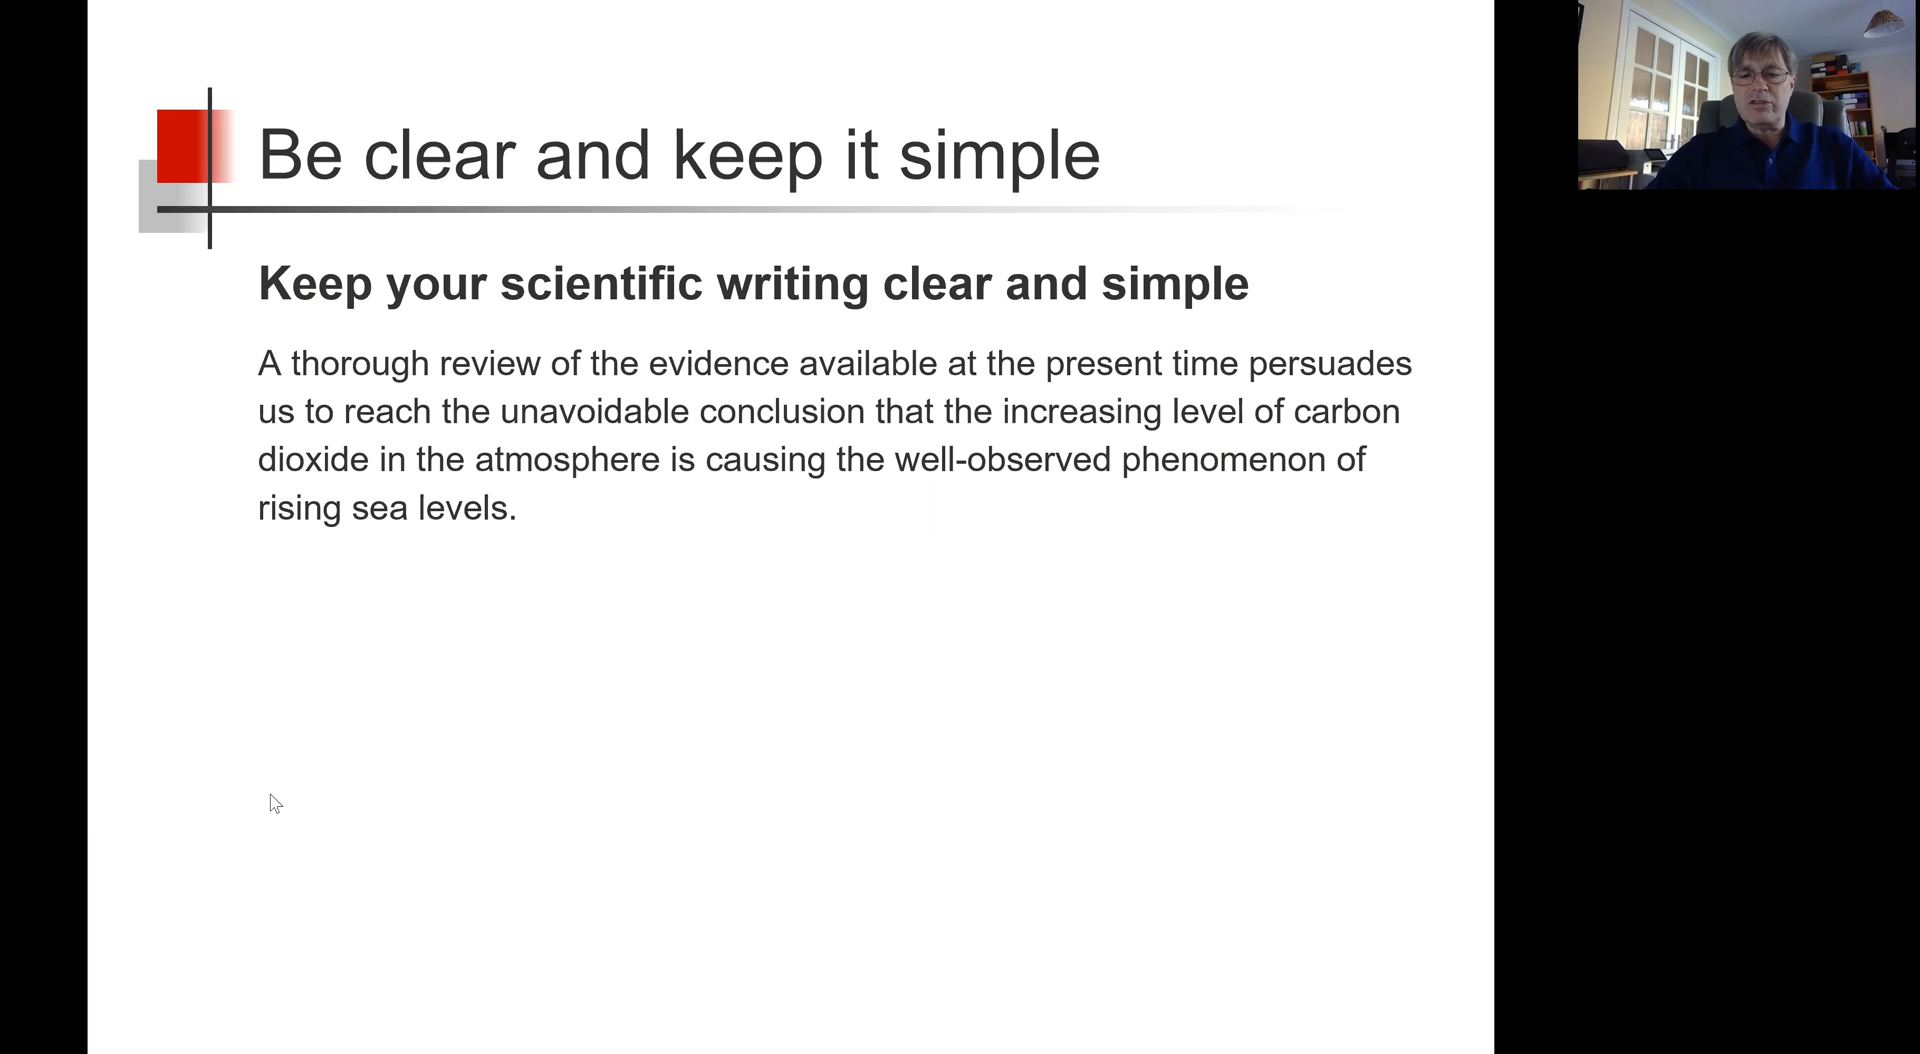 Be clear and keep it simple
Keep your scientific writing clear and simple
A thorough review of the evidence available at the present time persuades
us to reach the unavoidable conclusion that the increasing level of carbon
dioxide in the atmosphere is causing the well-observed phenomenon of
rising sea levels.